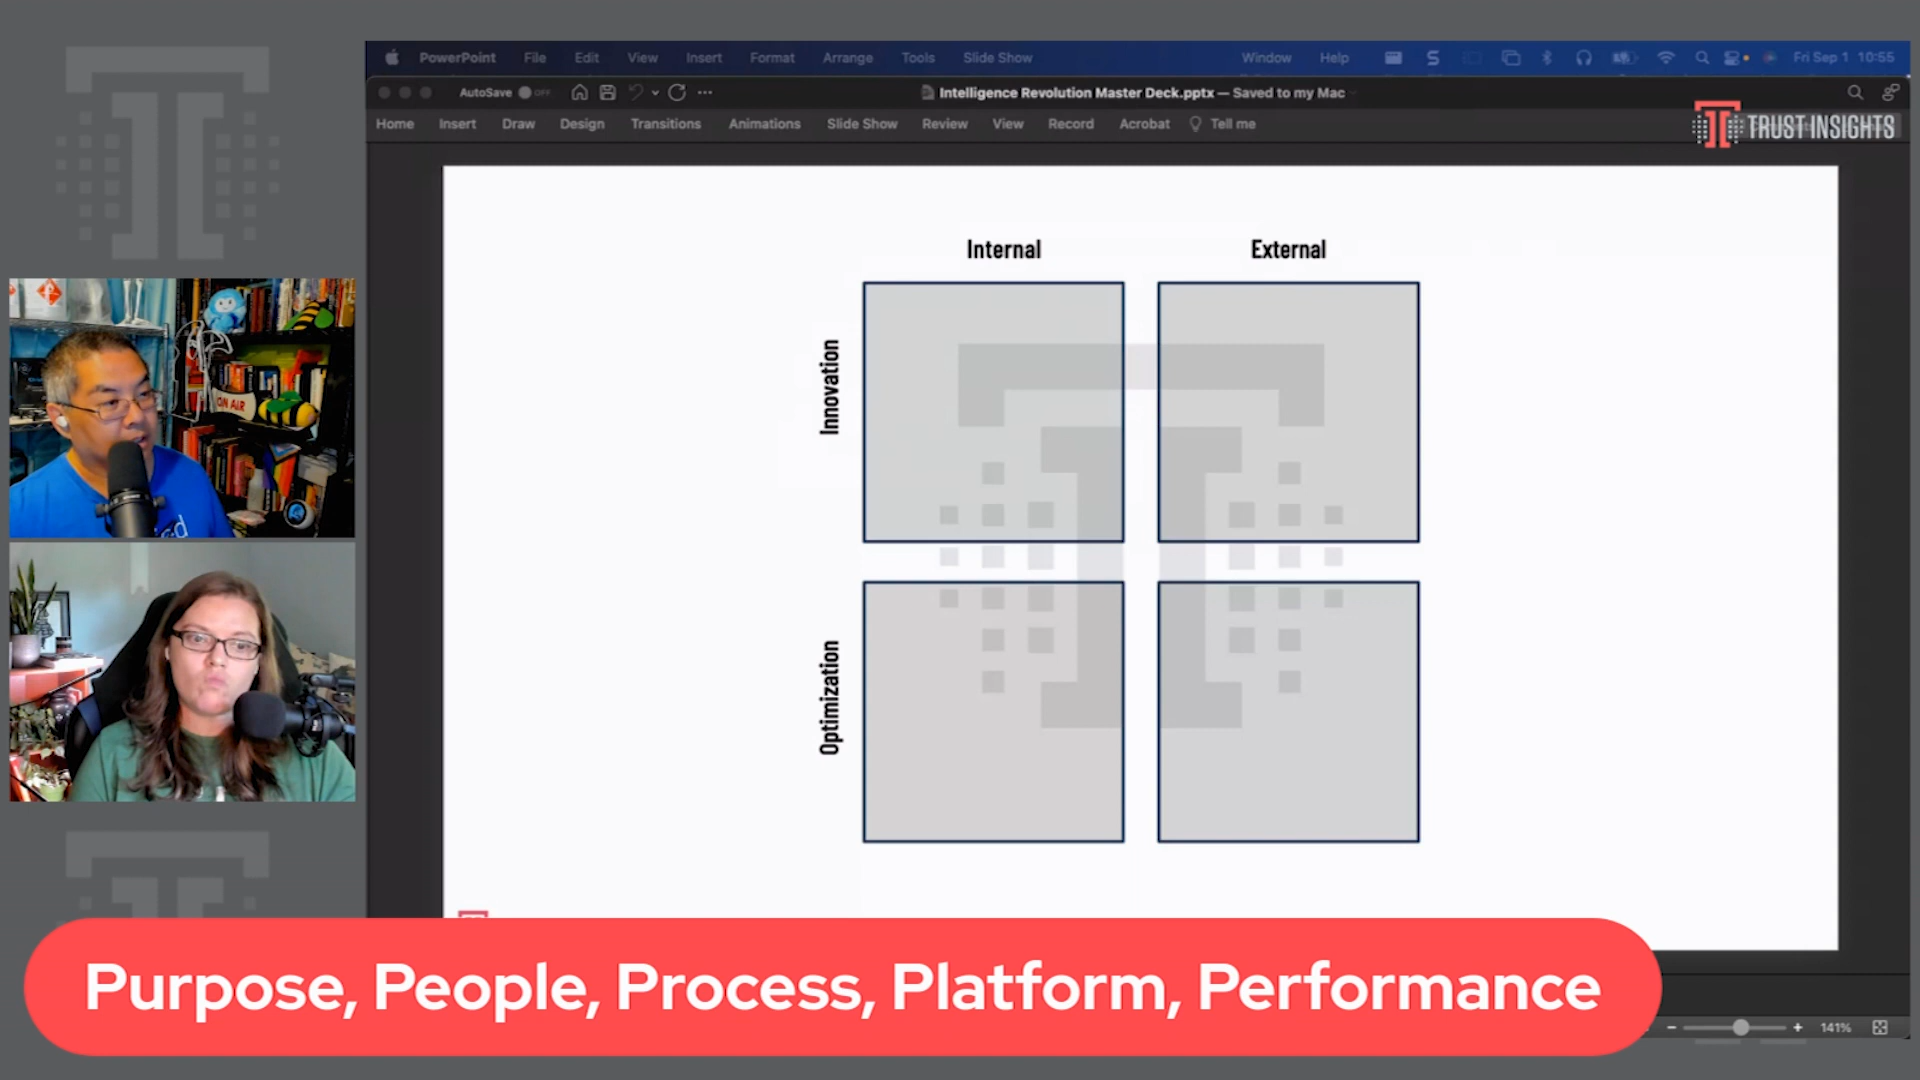 PowerPoint File Edit View Insert Format Arrange Tools Slide Show Window Help Fri Sep 1 10:55
AutoSave OFF Intelligence Revolution Master Deck.pptx — Saved to my Mac
Home Insert Draw Design Transitions Animations Slide Show Review View Record Acrobat Tell me
TRUST INSIGHTS
Internal External
Innovation
Optimization
ON AIR
Purpose, People, Process, Platform, Performance
141%